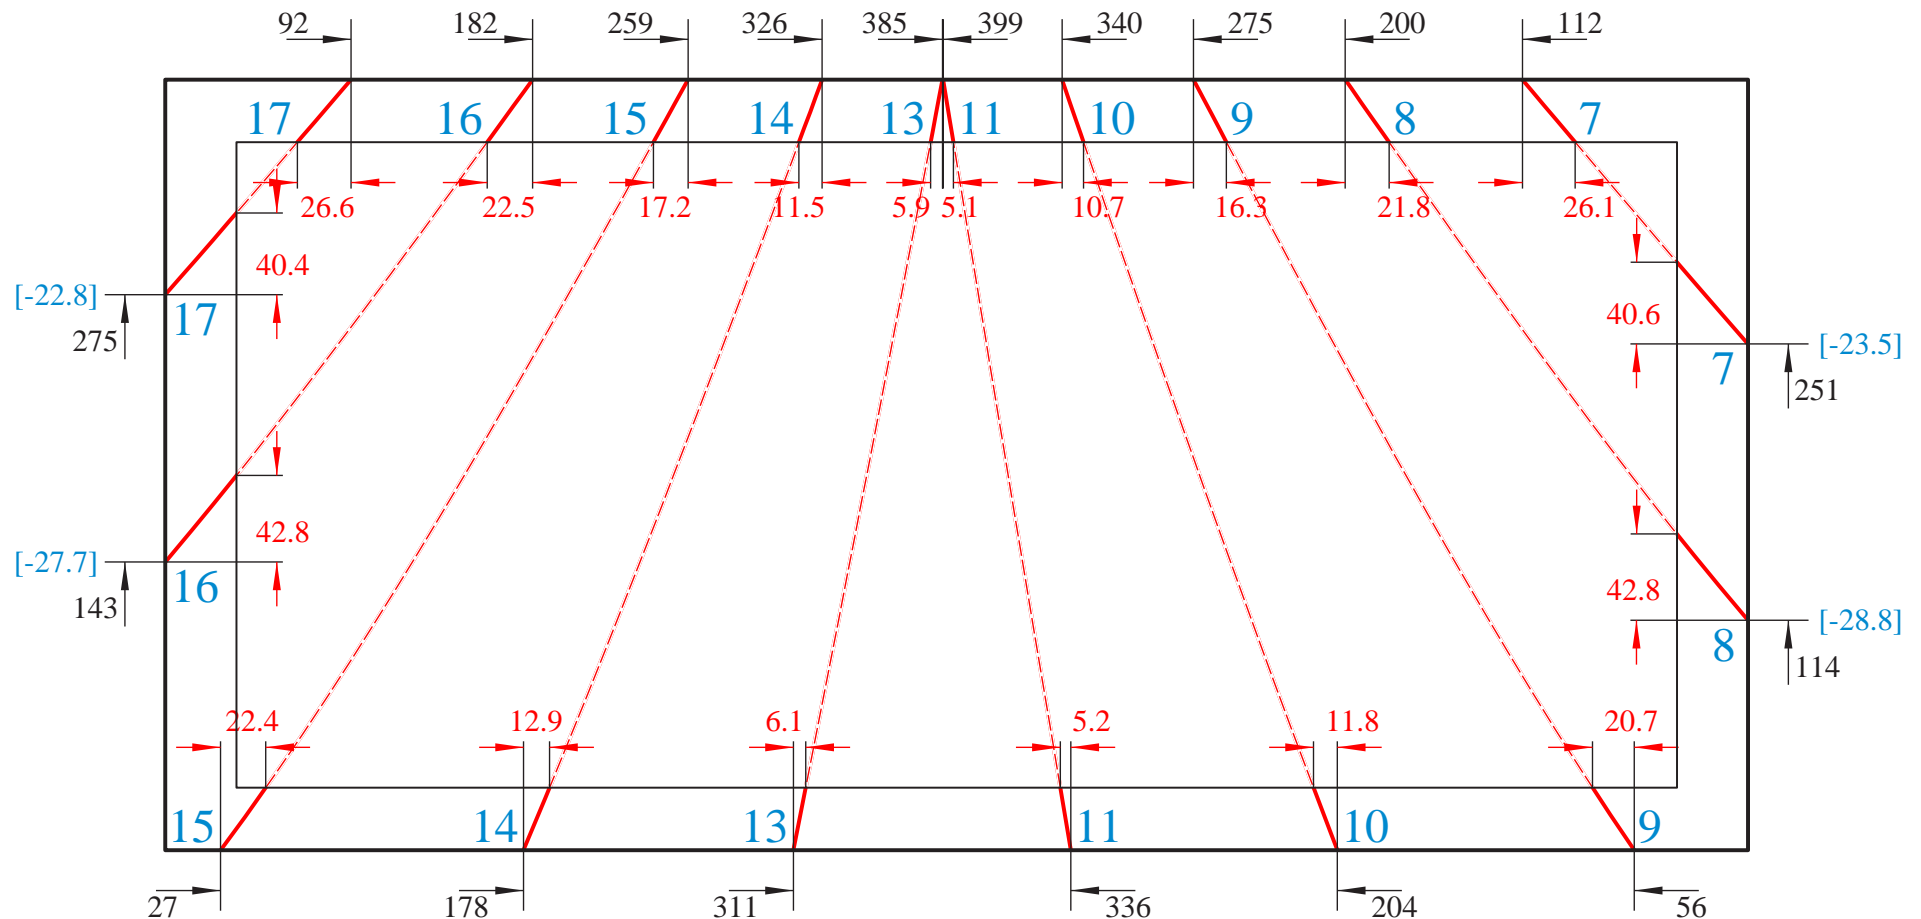 92 182 259 326 385 399 340 275 200 112
17 16 15 14 13 11 10 9 8 7
26.6 22.5 17.2 11.5 5.9 5.1 10.7 16.3 21.8 26.1
40.4
[-22.8] 17 40.6 [-23.5]
275 7 251
42.8
[-27.7] 16 42.8 [-28.8]
143 8 114
22.4 12.9 6.1 5.2 11.8 20.7
15 14 13 11 10 9
27 178 311 336 204 56